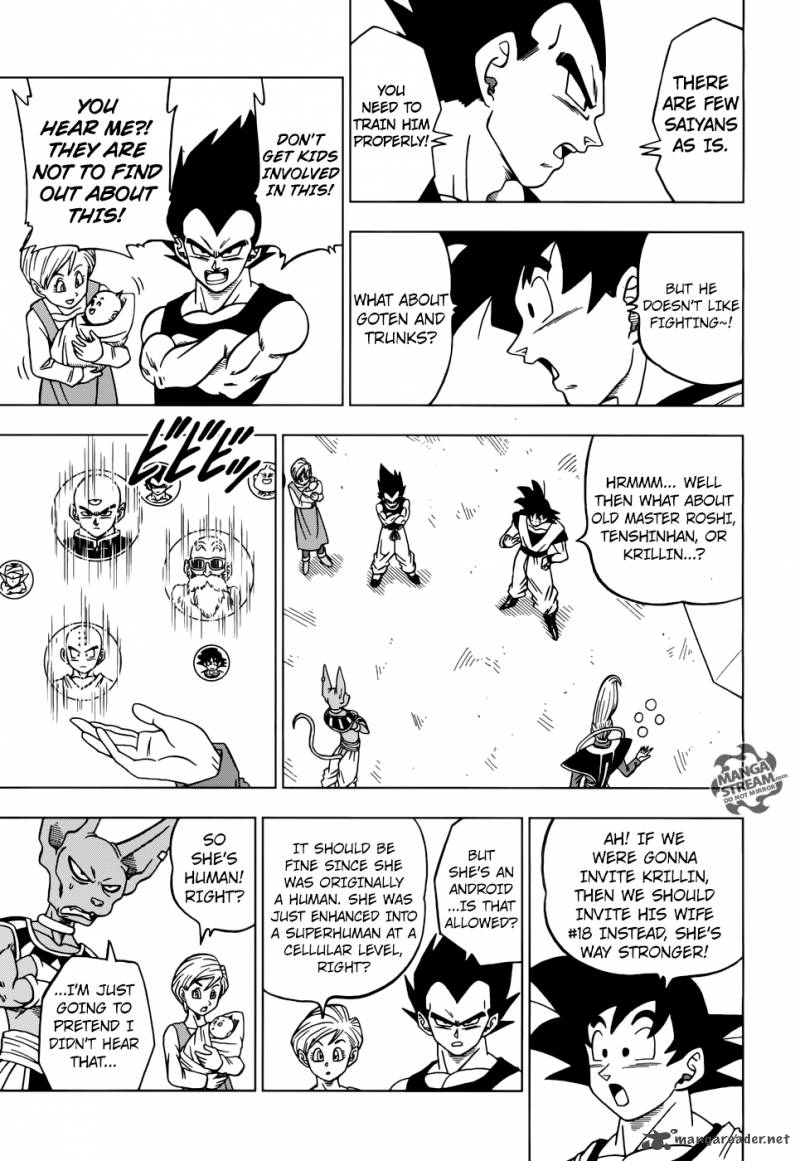 THERE
ARE FEW
SAIYANS
AS IS.
YOU
NEED TO
TRAIN HIM
PROPERLY!
DON'T
GET KIDS
INVOLVED
IN THIS!
YOU
HEAR ME?!
THEY ARE
NOT TO FIND
OUT ABOUT
THIS!
BUT HE
DOESN'T LIKE
FIGHTING~!
WHAT ABOUT
GOTEN AND
TRUNKS?
HRMMM... WELL
THEN WHAT ABOUT
OLD MASTER ROSHI,
TENSHINHAN, OR
KRILLIN...?
ビビビッ
MANGA
STREAM.com
DO NOT MIRROR!
AH! IF WE
WERE GONNA
INVITE KRILLIN,
THEN WE SHOULD
INVITE HIS WIFE
#18 INSTEAD, SHE'S
WAY STRONGER!
BUT
SHE'S AN
ANDROID
...IS THAT
ALLOWED?
IT SHOULD BE
FINE SINCE SHE
WAS ORIGINALLY
A HUMAN. SHE WAS
JUST ENHANCED INTO
A SUPERHUMAN AT A
CELLULAR LEVEL,
RIGHT?
SO
SHE'S
HUMAN!
RIGHT?
...I'M JUST
GOING TO
PRETEND I
DIDN'T HEAR
THAT...
mangareader.net